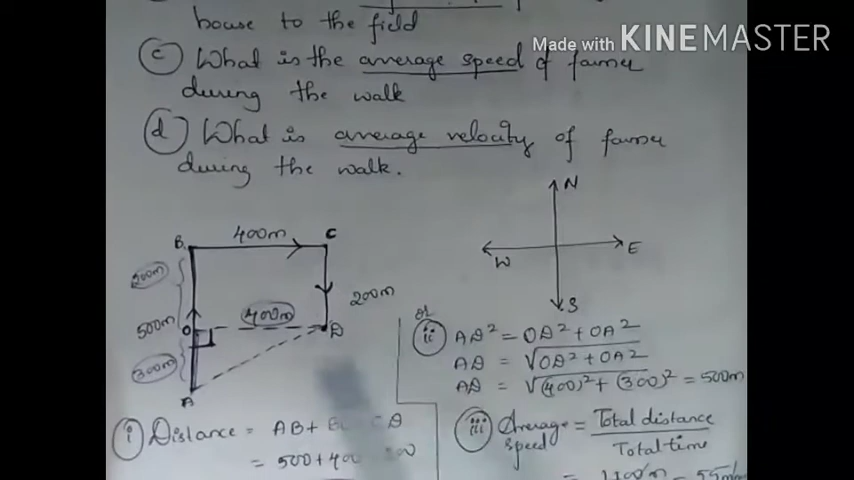 house to the field
Made with KINEMASTER
(c) What is the average speed of farmer
during the walk
(d) What is average velocity of farmer
during the walk.
N
W E
S
B 400m C
200m
500m
200m
O 400m D
300m
A
or
(ii) AD² = OD² + OA²
AD = √OD² + OA²
AD = √(400)² + (300)² = 500m
(i) Distance = AB +
= 500 +
(iii) Average speed = Total distance
Total time